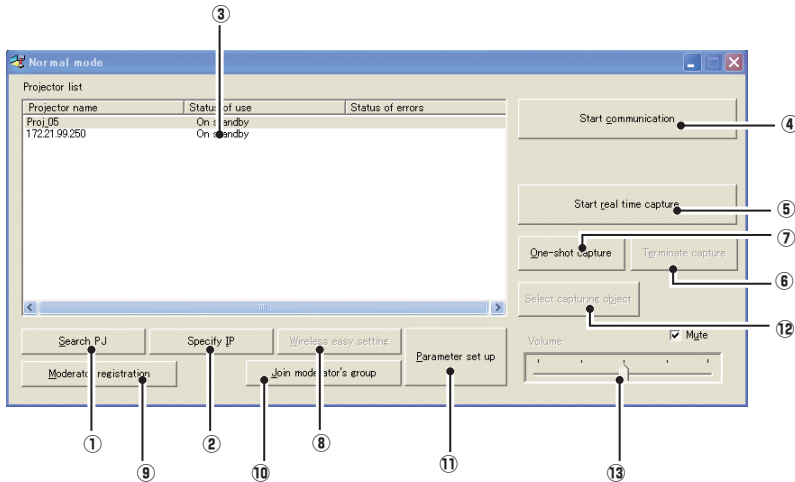 ③
Normal mode
Projector list
Projector name Status of use Status of errors
Proj_05 On standby
172.21.99.250 On standby
Start communication
④
Start real time capture
⑤
⑦
One-shot capture Terminate capture
⑥
Select capturing object
⑫
Search PJ Specify IP Wireless easy setting
Parameter set up
Volume Mute
Moderator registration Join moderator's group
① ② ⑧
⑨ ⑩ ⑪ ⑬